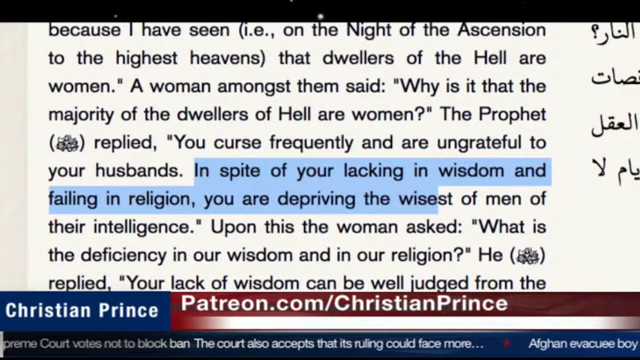 because I have seen (i.e., on the Night of the Ascension
to the highest heavens) that dwellers of the Hell are
women." A woman amongst them said: "Why is it that the
majority of the dwellers of Hell are women?" The Prophet
(ﷺ) replied, "You curse frequently and are ungrateful to
your husbands. In spite of your lacking in wisdom and
failing in religion, you are depriving the wisest of men of
their intelligence." Upon this the woman asked: "What is
the deficiency in our wisdom and in our religion?" He (ﷺ)
replied, "Your lack of wisdom can be well judged from the
النار؟
العقل
Christian Prince
Patreon.com/ChristianPrince
preme Court votes not to block ban The court also accepts that its ruling could face more... Afghan evacuee boy